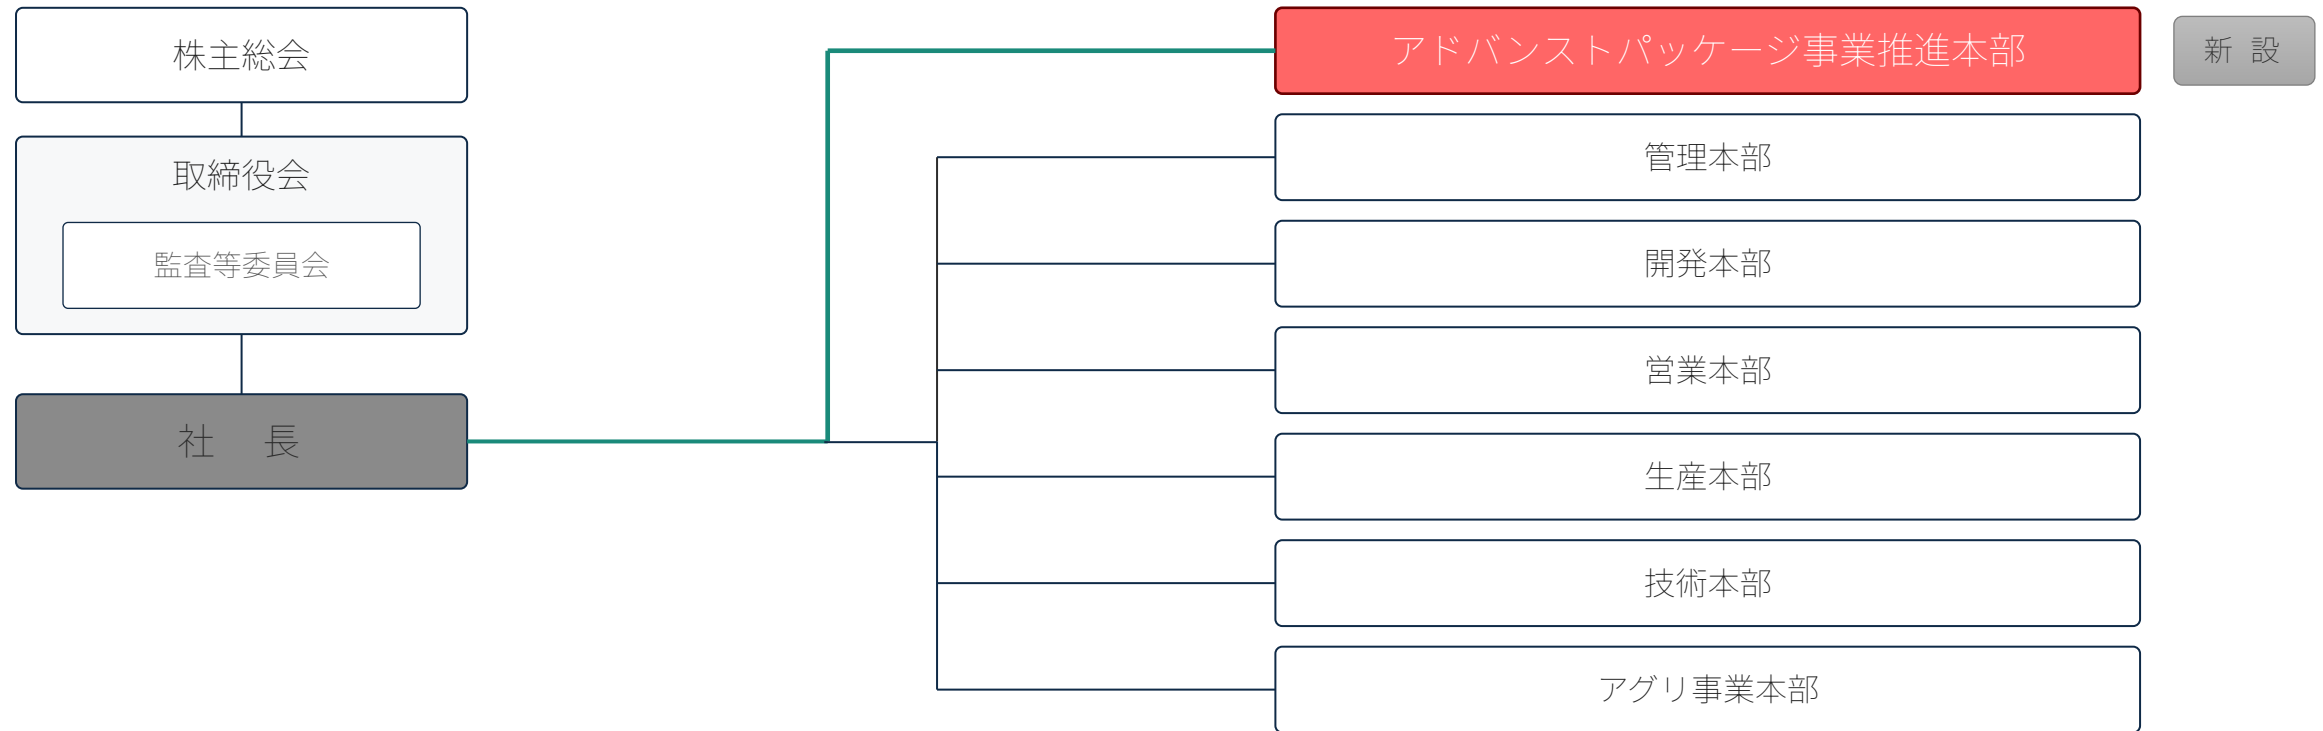 株主総会
取締役会
監査等委員会
社　長
アドバンストパッケージ事業推進本部
新 設
管理本部
開発本部
営業本部
生産本部
技術本部
アグリ事業本部